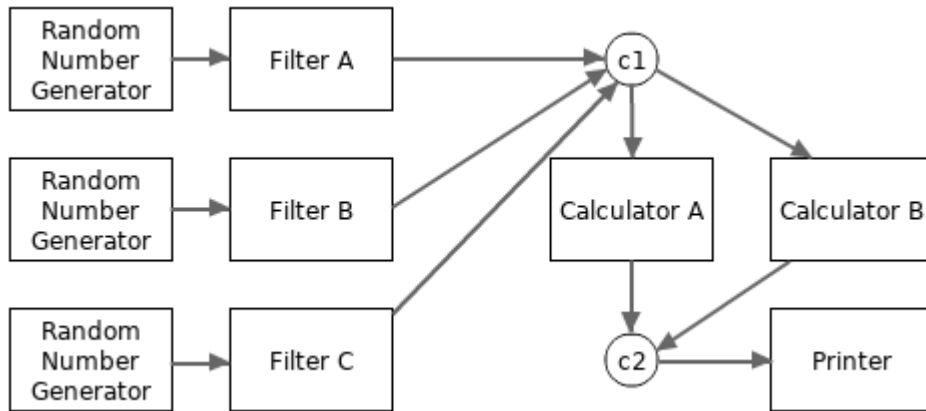 Random
Number
Generator
Filter A
c1
Random
Number
Generator
Filter B
Calculator A
Calculator B
Random
Number
Generator
Filter C
c2
Printer